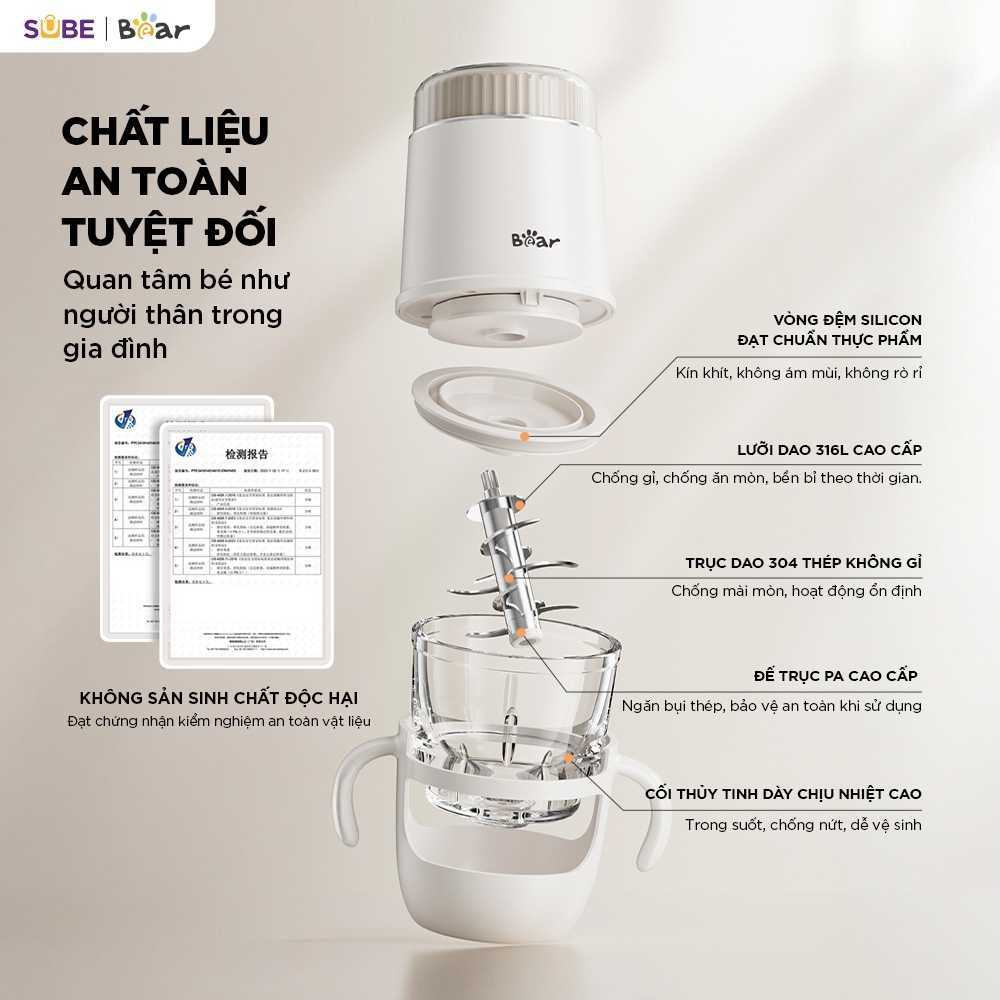 SUBE | Bear
CHẤT LIỆU
AN TOÀN
TUYỆT ĐỐI
Quan tâm bé như
người thân trong
gia đình
Bear
VÒNG ĐỆM SILICON
ĐẠT CHUẨN THỰC PHẨM
Kín khít, không ám mùi, không rò rỉ
LƯỠI DAO 316L CAO CẤP
Chống gỉ, chống ăn mòn, bền bỉ theo thời gian.
TRỤC DAO 304 THÉP KHÔNG GỈ
Chống mài mòn, hoạt động ổn định
ĐẾ TRỤC PA CAO CẤP
Ngăn bụi thép, bảo vệ an toàn khi sử dụng
CỐI THỦY TINH DÀY CHỊU NHIỆT CAO
Trong suốt, chống nứt, dễ vệ sinh
检测报告
KHÔNG SẢN SINH CHẤT ĐỘC HẠI
Đạt chứng nhận kiểm nghiệm an toàn vật liệu